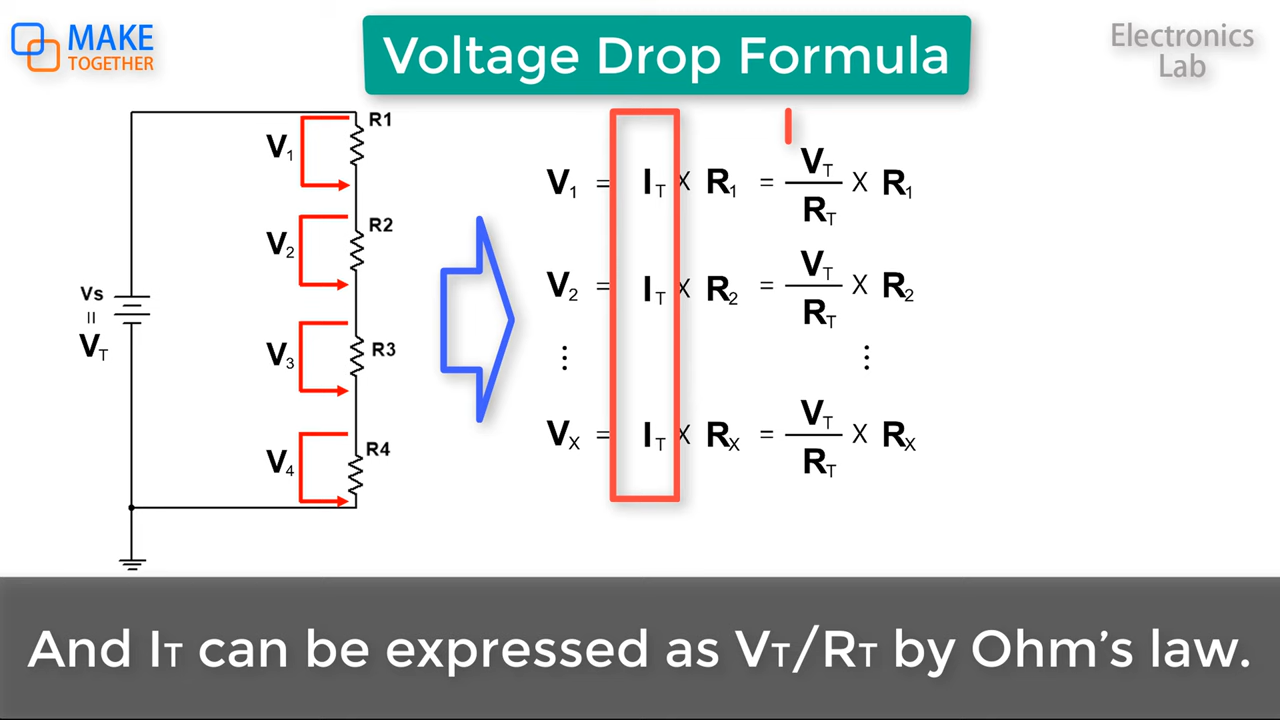 MAKE
TOGETHER
Voltage Drop Formula
Electronics
Lab
R1
V1
R2
V2
Vs
=
VT
R3
V3
R4
V4
V1 = IT X R1 = VT/RT X R1
V2 = IT X R2 = VT/RT X R2
⋮ ⋮
VX = IT X RX = VT/RT X RX
And IT can be expressed as VT/RT by Ohm's law.